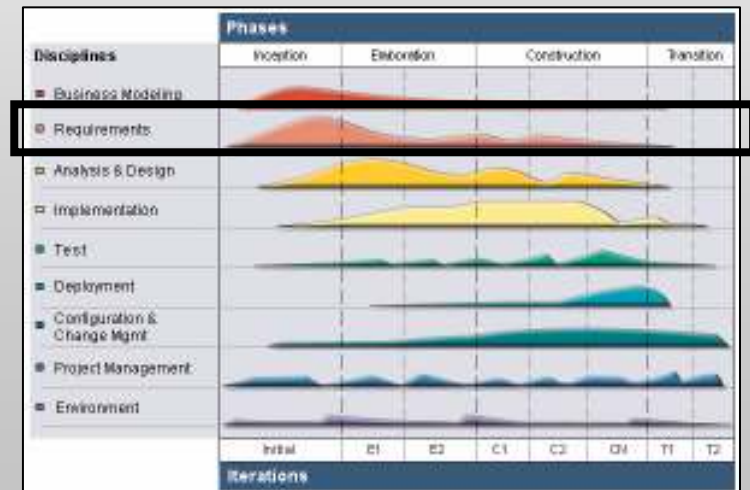 Phases
Disciplines
Inception Elaboration Construction Transition
Business Modeling
Requirements
Analysis & Design
Implementation
Test
Deployment
Configuration &
Change Mgmt
Project Management
Environment
Initial E1 E2 C1 C2 CN T1 T2
Iterations